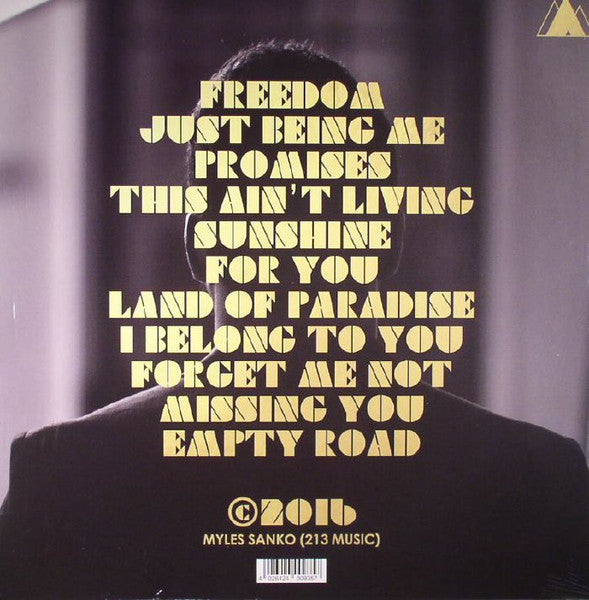 FREEDOM
JUST BEING ME
PROMISES
THIS AIN'T LIVING
SUNSHINE
FOR YOU
LAND OF PARADISE
I BELONG TO YOU
FORGET ME NOT
MISSING YOU
EMPTY ROAD
©2016
MYLES SANKO (213 MUSIC)